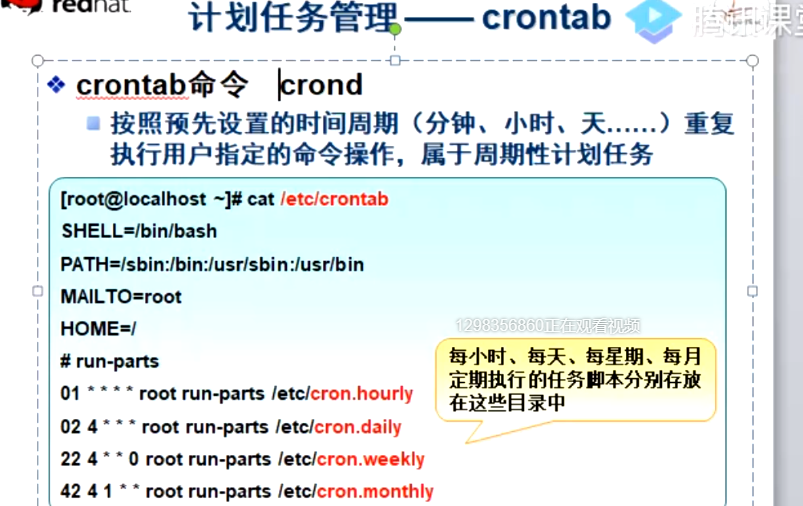 redhat
计划任务管理—— crontab
腾讯课堂
crontab命令 crond
按照预先设置的时间周期（分钟、小时、天……）重复
执行用户指定的命令操作，属于周期性计划任务
[root@localhost ~]# cat /etc/crontab
SHELL=/bin/bash
PATH=/sbin:/bin:/usr/sbin:/usr/bin
MAILTO=root
HOME=/
1298356860正在观看视频
# run-parts
每小时、每天、每星期、每月
定期执行的任务脚本分别存放
在这些目录中
01 * * * * root run-parts /etc/cron.hourly
02 4 * * * root run-parts /etc/cron.daily
22 4 * * 0 root run-parts /etc/cron.weekly
42 4 1 * * root run-parts /etc/cron.monthly